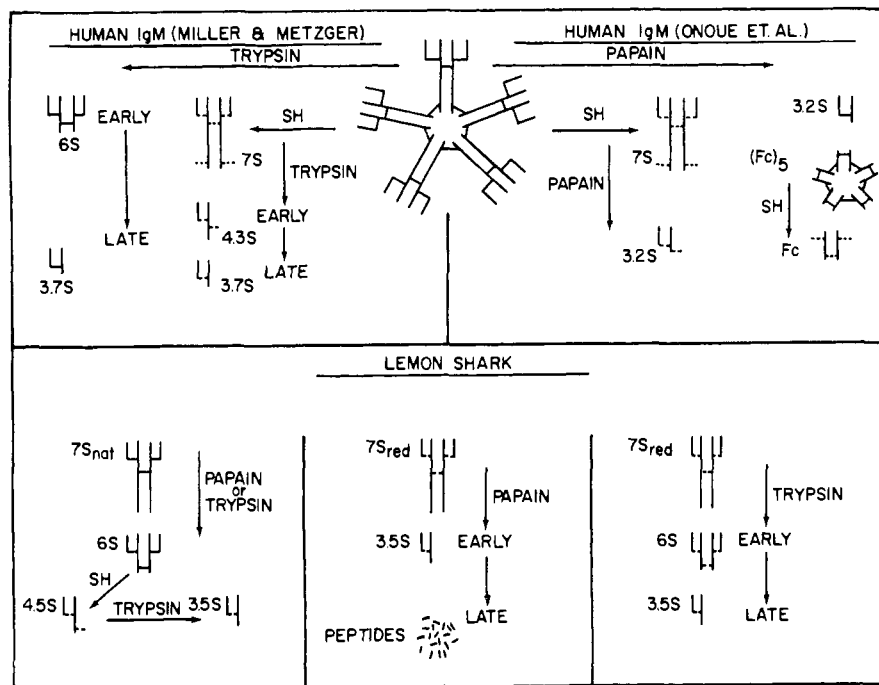 HUMAN IgM (MILLER & METZGER)
TRYPSIN
6S
EARLY
LATE
3.7S
SH
7S
TRYPSIN
EARLY
4.3S
LATE
3.7S
HUMAN IgM (ONOUE ET. AL.)
PAPAIN
SH
7S
PAPAIN
3.2S
3.2S
(Fc)5
SH
Fc
LEMON SHARK
7Snat
PAPAIN
or
TRYPSIN
6S
SH
4.5S
TRYPSIN
3.5S
7Sred
PAPAIN
3.5S
EARLY
LATE
PEPTIDES
7Sred
TRYPSIN
6S
EARLY
3.5S
LATE